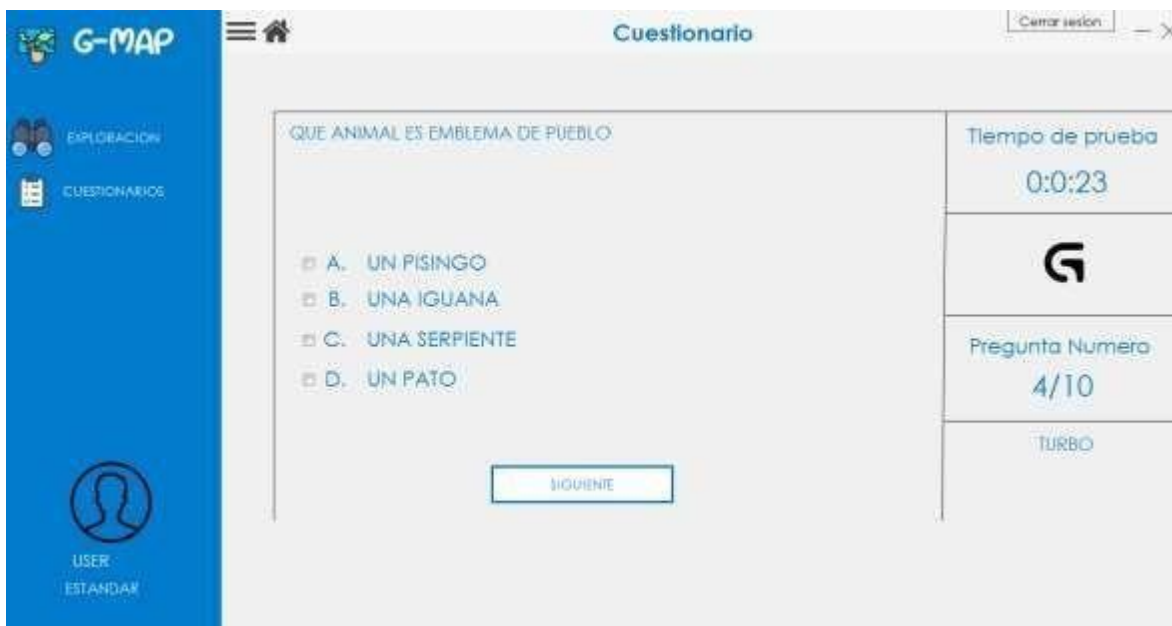 G-MAP
Cuestionario
Cerrar sesion
EXPLORACION
CUESTIONARIOS
QUE ANIMAL ES EMBLEMA DE PUEBLO
A. UN PISINGO
B. UNA IGUANA
C. UNA SERPIENTE
D. UN PATO
SIGUIENTE
Tiempo de prueba
0:0:23
G
Pregunta Numero
4/10
TURBO
USER
ESTANDAR